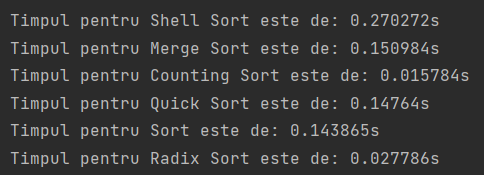 Timpul pentru Shell Sort este de: 0.270272s
Timpul pentru Merge Sort este de: 0.150984s
Timpul pentru Counting Sort este de: 0.015784s
Timpul pentru Quick Sort este de: 0.14764s
Timpul pentru Sort este de: 0.143865s
Timpul pentru Radix Sort este de: 0.027786s